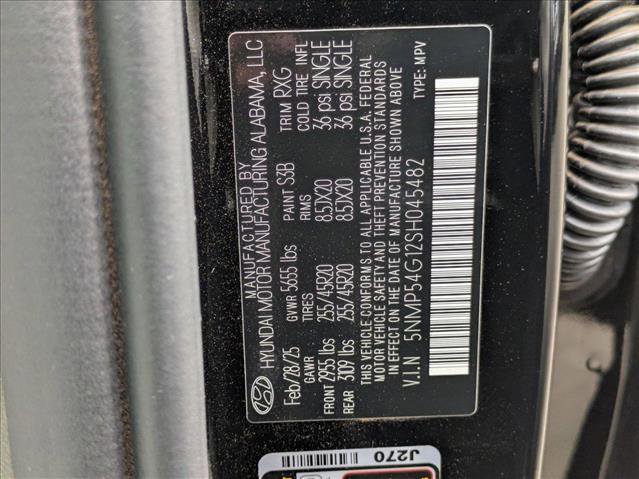 MANUFACTURED BY
HYUNDAI MOTOR MANUFACTURING ALABAMA, LLC
Feb/28/25 GVWR 5655 lbs PAINT S3B TRIM RXG
GAWR TIRES RIMS COLD TIRE INFL
FRONT 2955 lbs 255/45R20 8.5JX20 36 psi SINGLE
REAR 3109 lbs 255/45R20 8.5JX20 36 psi SINGLE
THIS VEHICLE CONFORMS TO ALL APPLICABLE U.S.A. FEDERAL
MOTOR VEHICLE SAFETY AND THEFT PREVENTION STANDARDS
IN EFFECT ON THE DATE OF MANUFACTURE SHOWN ABOVE
V.I.N 5NMP54G12SH045482 TYPE: MPV
J270